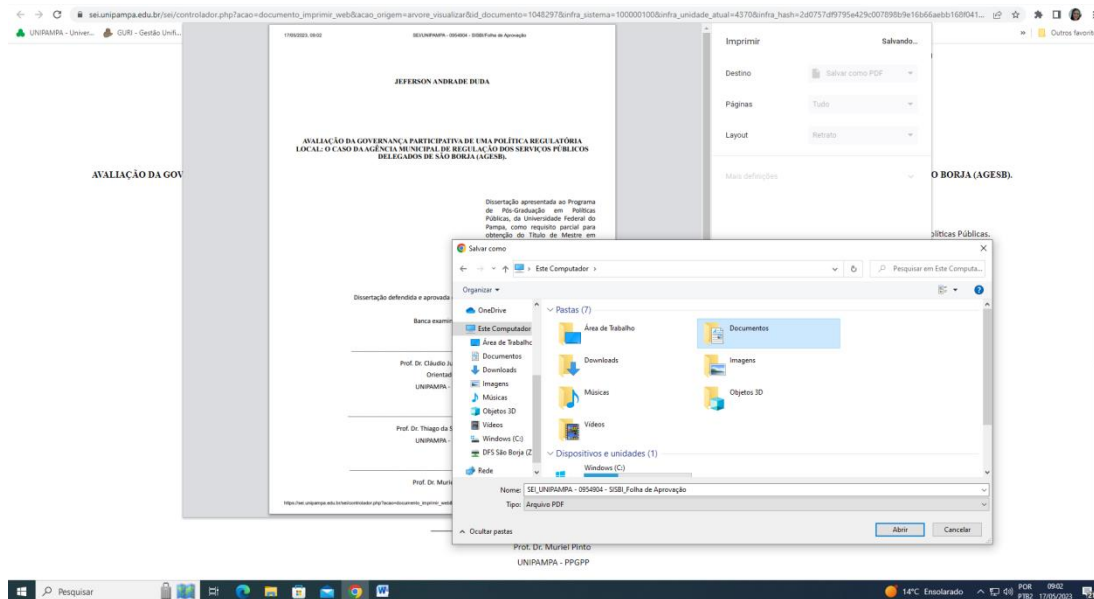 sei.unipampa.edu.br/sei/controlador.php?acao=documento_imprimir_web&acao_origem=arvore_visualizar&id_documento=1048297&infra_sistema=100000100&infra_unidade_atual=4370&infra_hash=2d0757df9795e429c007898b9e16b66aebb168f041...
UNIPAMPA - Univer...
GURI - Gestão Unifi...
»
Outros favorit
17/05/2023, 09:02
SEI/UNIPAMPA - 0954904 - SISBI/Folha de Aprovação
JEFERSON ANDRADE DUDA
AVALIAÇÃO DA GOVERNANÇA PARTICIPATIVA DE UMA POLÍTICA REGULATÓRIA
LOCAL: O CASO DA AGÊNCIA MUNICIPAL DE REGULAÇÃO DOS SERVIÇOS PÚBLICOS
DELEGADOS DE SÃO BORJA (AGESB).
Dissertação apresentada ao Programa
de Pós-Graduação em Políticas
Públicas, da Universidade Federal do
Pampa, como requisito parcial para
obtenção do Título de Mestre em
Dissertação defendida e aprovada
Banca examin
Prof. Dr. Cláudio Ju
Orientad
UNIPAMPA -
Prof. Dr. Thiago da S
UNIPAMPA -
Prof. Dr. Murie
Imprimir
Salvando...
Destino
Salvar como PDF
Páginas
Tudo
Layout
Retrato
Mais definições
AVALIAÇÃO DA GOV
O BORJA (AGESB).
olíticas Públicas.
Salvar como
Este Computador
Pesquisar em Este Computa...
Organizar
OneDrive
Este Computador
Área de Trabalho
Documentos
Downloads
Imagens
Músicas
Objetos 3D
Vídeos
Windows (C:)
DFS São Borja (Z
Rede
Pastas (7)
Área de Trabalho
Documentos
Downloads
Imagens
Músicas
Objetos 3D
Vídeos
Dispositivos e unidades (1)
Windows (C:)
Nome: SEI_UNIPAMPA - 0954904 - SISBI_Folha de Aprovação
Tipo: Arquivo PDF
Ocultar pastas
Abrir
Cancelar
Prof. Dr. Muriel Pinto
UNIPAMPA - PPGPP
Pesquisar
14°C Ensolarado
POR
PTB2
09:02
17/05/2023